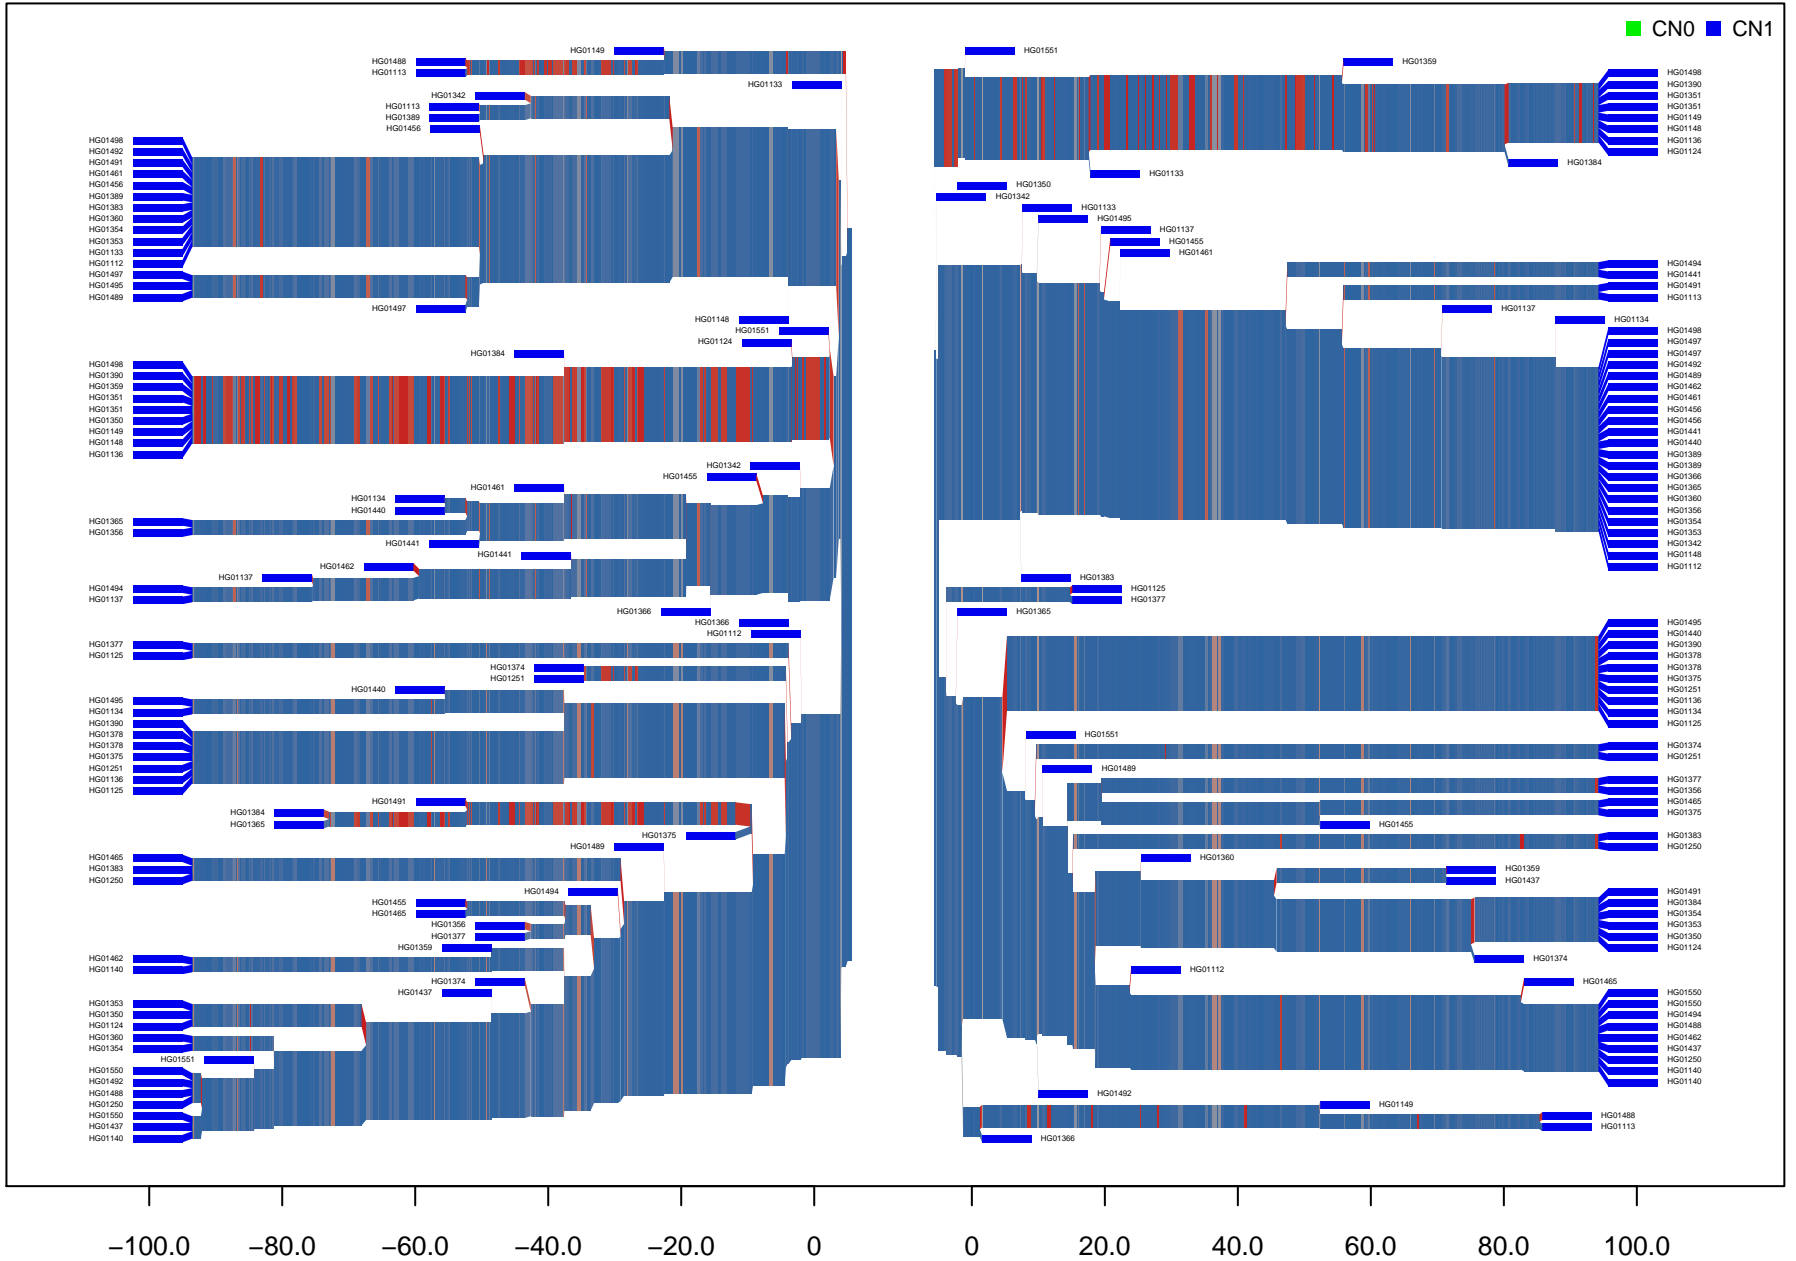 CN0 CN1
HG01149
HG01488
HG01113
HG01133
HG01342
HG01113
HG01389
HG01456
HG01498
HG01492
HG01491
HG01461
HG01456
HG01389
HG01383
HG01360
HG01354
HG01353
HG01133
HG01112
HG01497
HG01495
HG01489
HG01497
HG01148
HG01551
HG01124
HG01384
HG01498
HG01390
HG01359
HG01351
HG01351
HG01350
HG01149
HG01148
HG01136
HG01342
HG01455
HG01461
HG01134
HG01440
HG01365
HG01356
HG01441
HG01441
HG01462
HG01137
HG01494
HG01137
HG01366
HG01366
HG01112
HG01377
HG01125
HG01374
HG01251
HG01440
HG01495
HG01134
HG01390
HG01378
HG01378
HG01375
HG01251
HG01136
HG01125
HG01491
HG01384
HG01365
HG01375
HG01489
HG01465
HG01383
HG01250
HG01494
HG01455
HG01465
HG01356
HG01377
HG01359
HG01462
HG01140
HG01374
HG01437
HG01353
HG01350
HG01124
HG01360
HG01354
HG01551
HG01550
HG01492
HG01488
HG01250
HG01550
HG01437
HG01140
HG01551
HG01359
HG01498
HG01390
HG01351
HG01351
HG01149
HG01148
HG01136
HG01124
HG01384
HG01133
HG01350
HG01342
HG01133
HG01495
HG01137
HG01455
HG01461
HG01494
HG01441
HG01491
HG01113
HG01137
HG01134
HG01498
HG01497
HG01497
HG01492
HG01489
HG01462
HG01461
HG01456
HG01456
HG01441
HG01440
HG01389
HG01389
HG01366
HG01365
HG01360
HG01356
HG01354
HG01353
HG01342
HG01148
HG01112
HG01383
HG01125
HG01377
HG01365
HG01495
HG01440
HG01390
HG01378
HG01378
HG01375
HG01251
HG01136
HG01134
HG01125
HG01551
HG01374
HG01251
HG01489
HG01377
HG01356
HG01465
HG01375
HG01455
HG01383
HG01250
HG01360
HG01359
HG01437
HG01491
HG01384
HG01354
HG01353
HG01350
HG01124
HG01374
HG01112
HG01465
HG01550
HG01550
HG01494
HG01488
HG01462
HG01437
HG01250
HG01140
HG01140
HG01492
HG01149
HG01488
HG01113
HG01366
−100.0 −80.0 −60.0 −40.0 −20.0 0 0 20.0 40.0 60.0 80.0 100.0